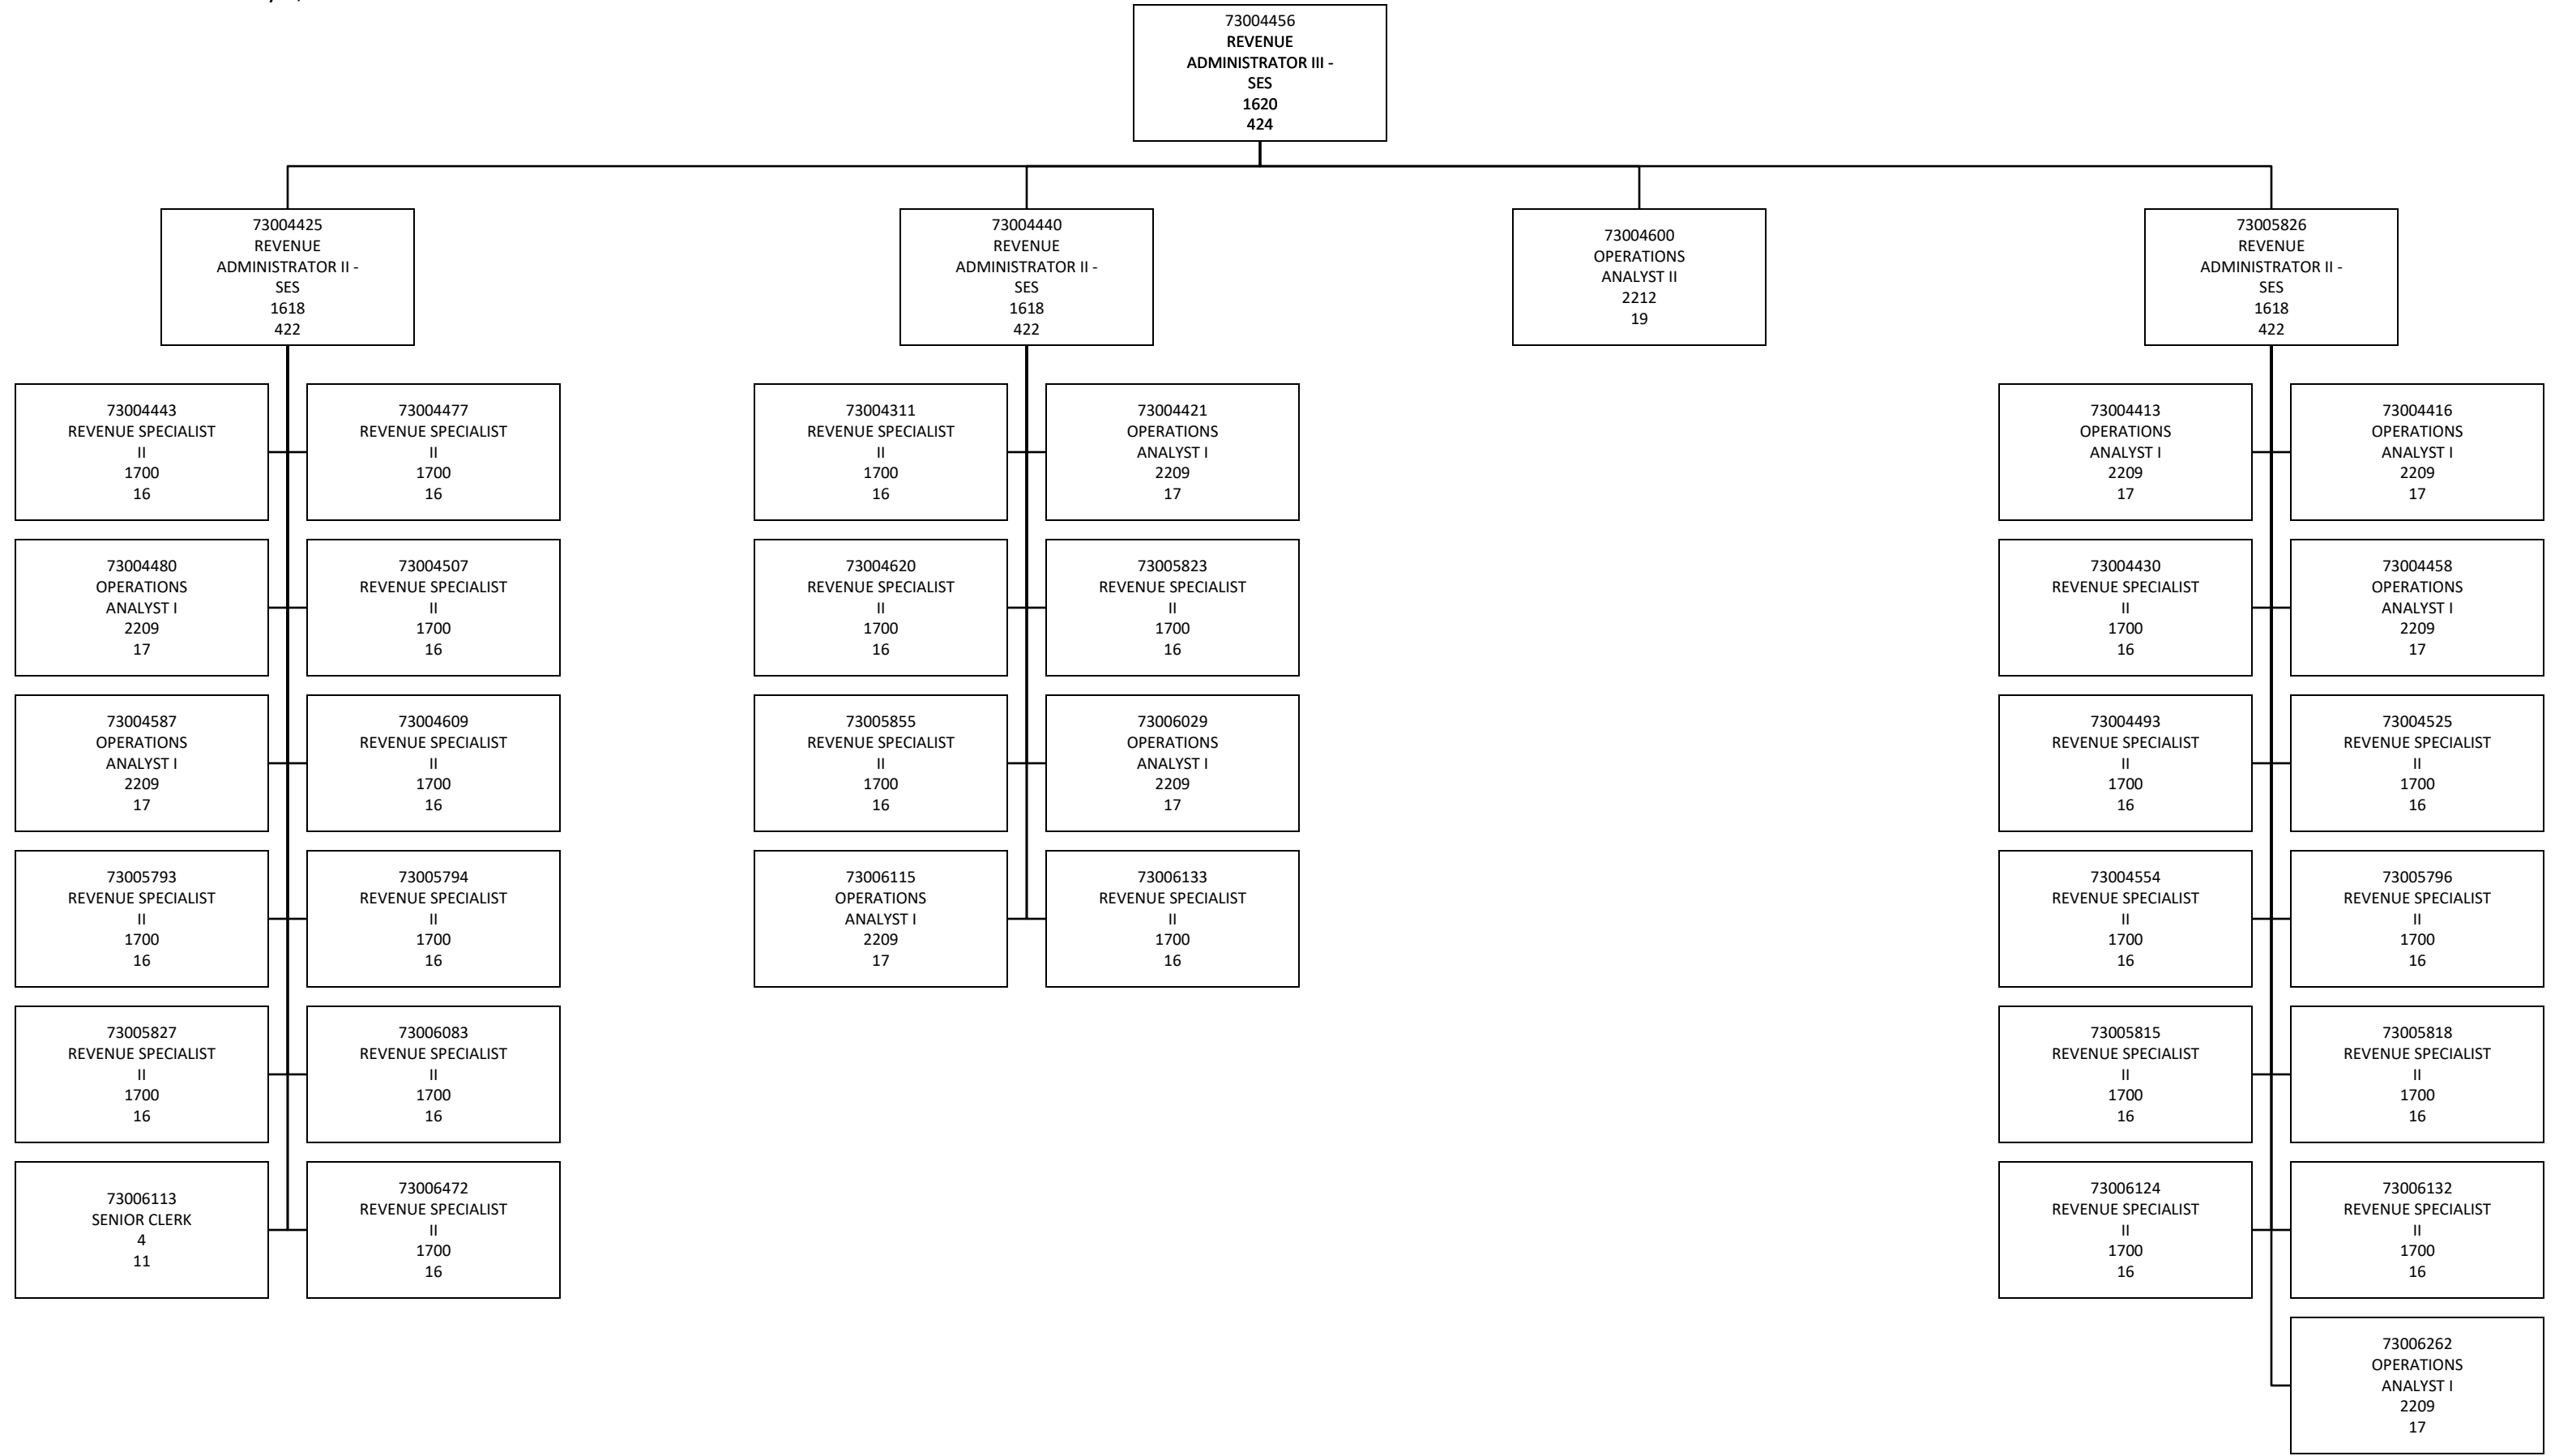 73004456
REVENUE
ADMINISTRATOR III -
SES
1620
424
73004425
REVENUE
ADMINISTRATOR II -
SES
1618
422
73004440
REVENUE
ADMINISTRATOR II -
SES
1618
422
73004600
OPERATIONS
ANALYST II
2212
19
73005826
REVENUE
ADMINISTRATOR II -
SES
1618
422
73004443
REVENUE SPECIALIST
II
1700
16
73004477
REVENUE SPECIALIST
II
1700
16
73004480
OPERATIONS
ANALYST I
2209
17
73004507
REVENUE SPECIALIST
II
1700
16
73004587
OPERATIONS
ANALYST I
2209
17
73004609
REVENUE SPECIALIST
II
1700
16
73005793
REVENUE SPECIALIST
II
1700
16
73005794
REVENUE SPECIALIST
II
1700
16
73005827
REVENUE SPECIALIST
II
1700
16
73006083
REVENUE SPECIALIST
II
1700
16
73006113
SENIOR CLERK
4
11
73006472
REVENUE SPECIALIST
II
1700
16
73004311
REVENUE SPECIALIST
II
1700
16
73004421
OPERATIONS
ANALYST I
2209
17
73004620
REVENUE SPECIALIST
II
1700
16
73005823
REVENUE SPECIALIST
II
1700
16
73005855
REVENUE SPECIALIST
II
1700
16
73006029
OPERATIONS
ANALYST I
2209
17
73006115
OPERATIONS
ANALYST I
2209
17
73006133
REVENUE SPECIALIST
II
1700
16
73004413
OPERATIONS
ANALYST I
2209
17
73004416
OPERATIONS
ANALYST I
2209
17
73004430
REVENUE SPECIALIST
II
1700
16
73004458
OPERATIONS
ANALYST I
2209
17
73004493
REVENUE SPECIALIST
II
1700
16
73004525
REVENUE SPECIALIST
II
1700
16
73004554
REVENUE SPECIALIST
II
1700
16
73005796
REVENUE SPECIALIST
II
1700
16
73005815
REVENUE SPECIALIST
II
1700
16
73005818
REVENUE SPECIALIST
II
1700
16
73006124
REVENUE SPECIALIST
II
1700
16
73006132
REVENUE SPECIALIST
II
1700
16
73006262
OPERATIONS
ANALYST I
2209
17